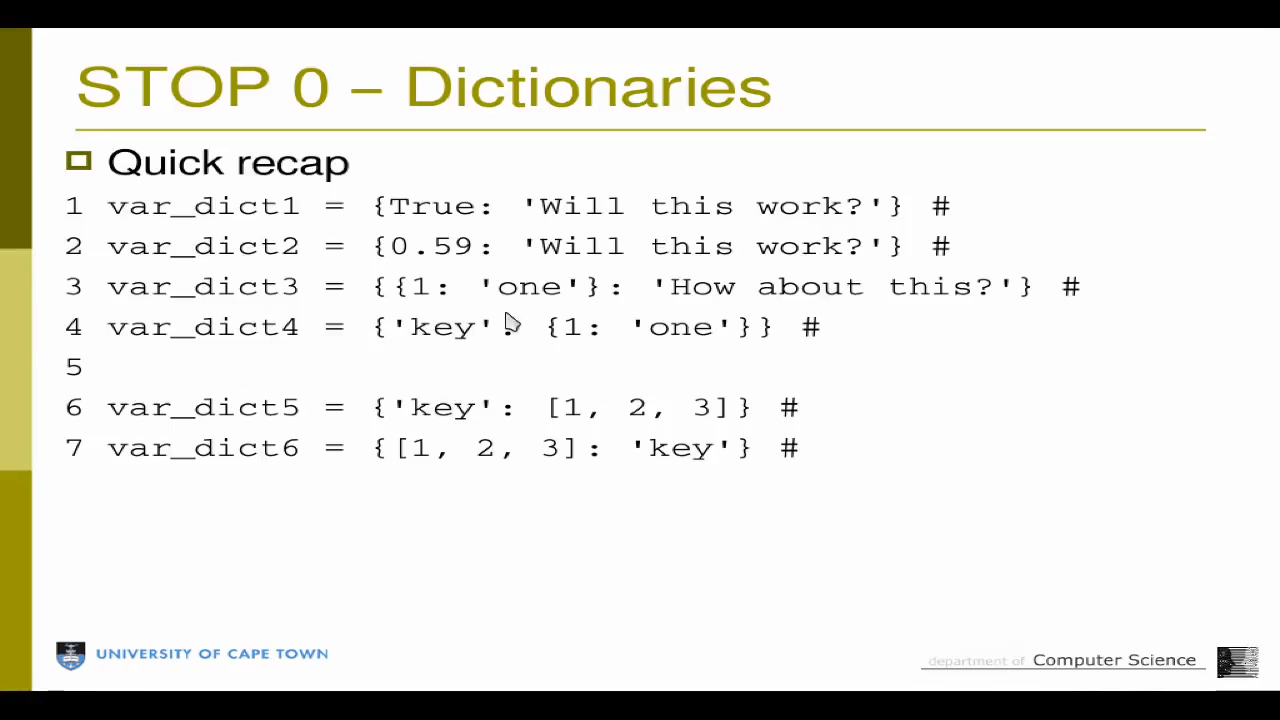 STOP 0 – Dictionaries
Quick recap
1 var_dict1 = {True: 'Will this work?'} #
2 var_dict2 = {0.59: 'Will this work?'} #
3 var_dict3 = {{1: 'one'}: 'How about this?'} #
4 var_dict4 = {'key': {1: 'one'}} #
5
6 var_dict5 = {'key': [1, 2, 3]} #
7 var_dict6 = {[1, 2, 3]: 'key'} #
UNIVERSITY OF CAPE TOWN
department of Computer Science